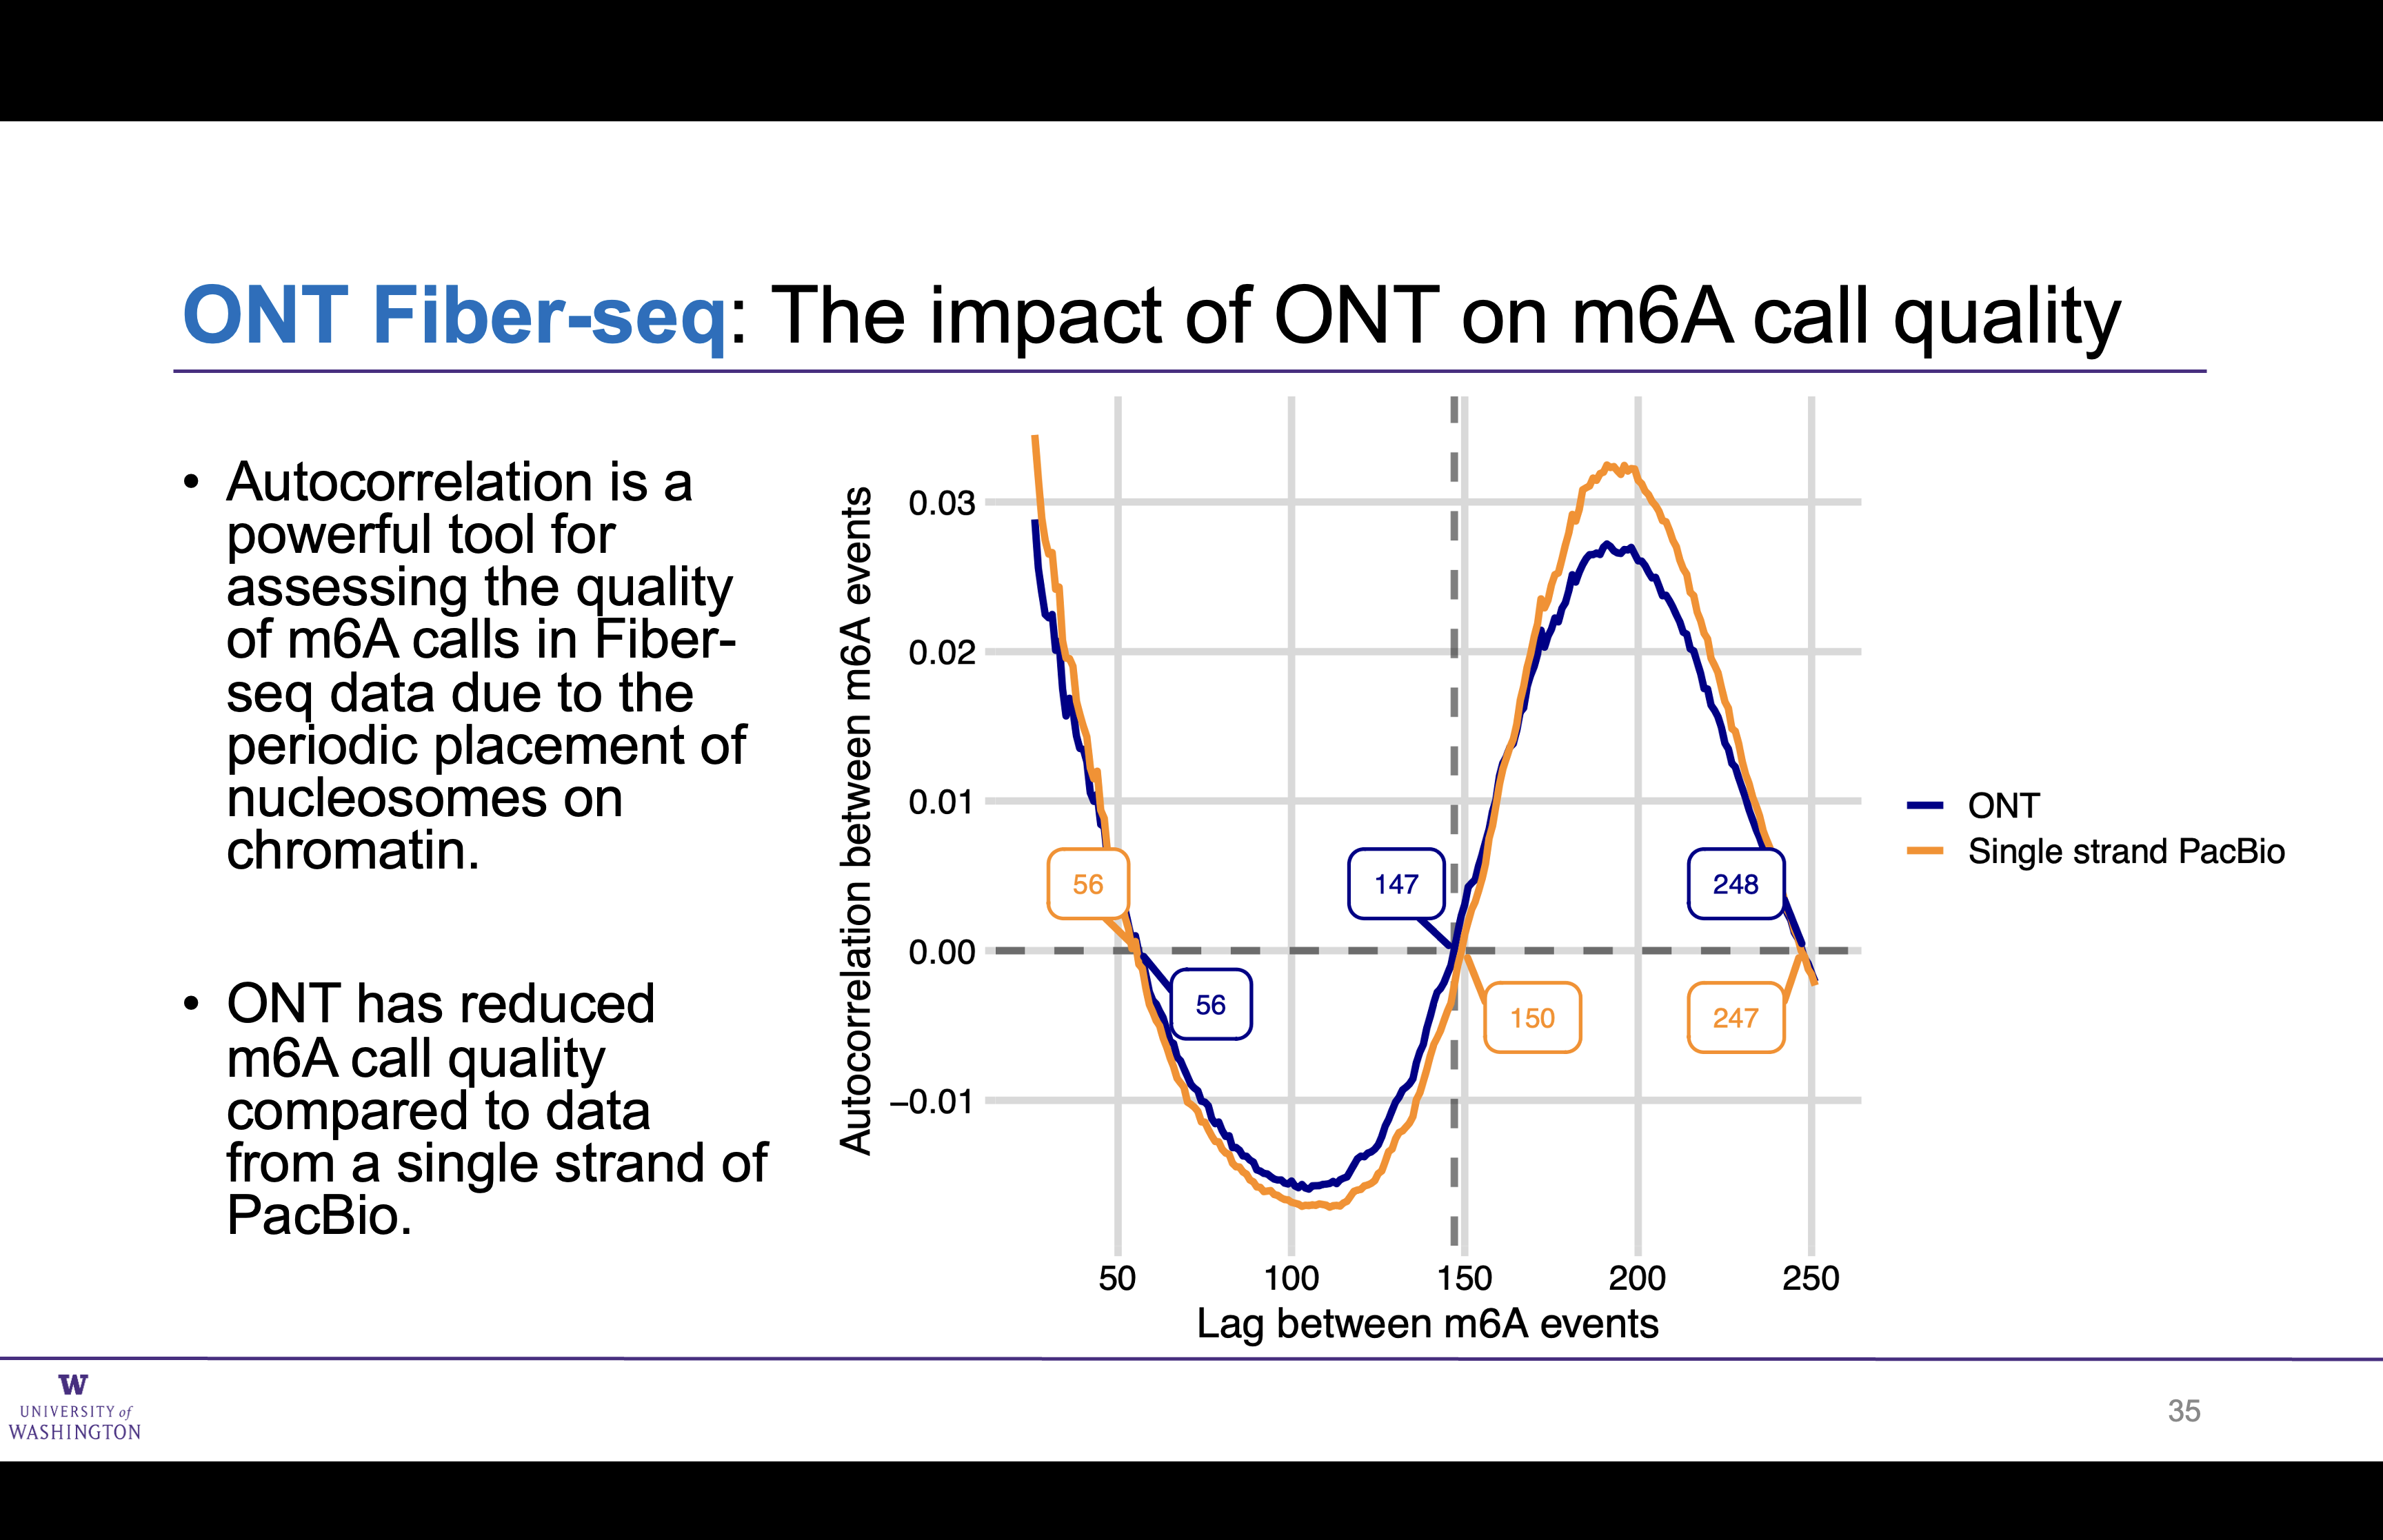 ONT Fiber-seq: The impact of ONT on m6A call quality
• Autocorrelation is a
powerful tool for
assessing the quality
of m6A calls in Fiber-
seq data due to the
periodic placement of
nucleosomes on
chromatin.
• ONT has reduced
m6A call quality
compared to data
from a single strand of
PacBio.
Autocorrelation between m6A events
0.03
0.02
0.01
0.00
−0.01
56
147
248
56
150
247
50 100 150 200 250
Lag between m6A events
ONT
Single strand PacBio
W
UNIVERSITY of
WASHINGTON
35